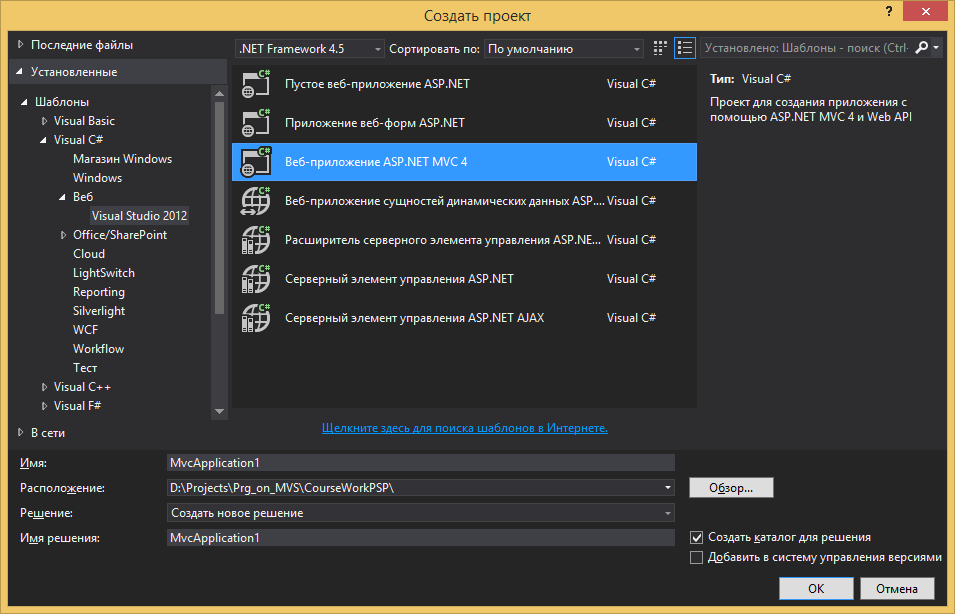 Создать проект
? ×
Последние файлы
.NET Framework 4.5 Сортировать по: По умолчанию Установлено: Шаблоны - поиск (Ctrl-
Установленные
Шаблоны
Visual Basic
Visual C#
Магазин Windows
Windows
Веб
Visual Studio 2012
Office/SharePoint
Cloud
LightSwitch
Reporting
Silverlight
WCF
Workflow
Тест
Visual C++
Visual F#
В сети
C# Пустое веб-приложение ASP.NET Visual C#
C# Приложение веб-форм ASP.NET Visual C#
C# Веб-приложение ASP.NET MVC 4 Visual C#
C# Веб-приложение сущностей динамических данных ASP.... Visual C#
C# Расширитель серверного элемента управления ASP.NE... Visual C#
C# Серверный элемент управления ASP.NET Visual C#
C# Серверный элемент управления ASP.NET AJAX Visual C#
Щелкните здесь для поиска шаблонов в Интернете.
Тип: Visual C#
Проект для создания приложения с
помощью ASP.NET MVC 4 и Web API
Имя: MvcApplication1
Расположение: D:\Projects\Prg_on_MVS\CourseWorkPSP\ Обзор...
Решение: Создать новое решение
Имя решения: MvcApplication1
Создать каталог для решения
Добавить в систему управления версиями
OK Отмена